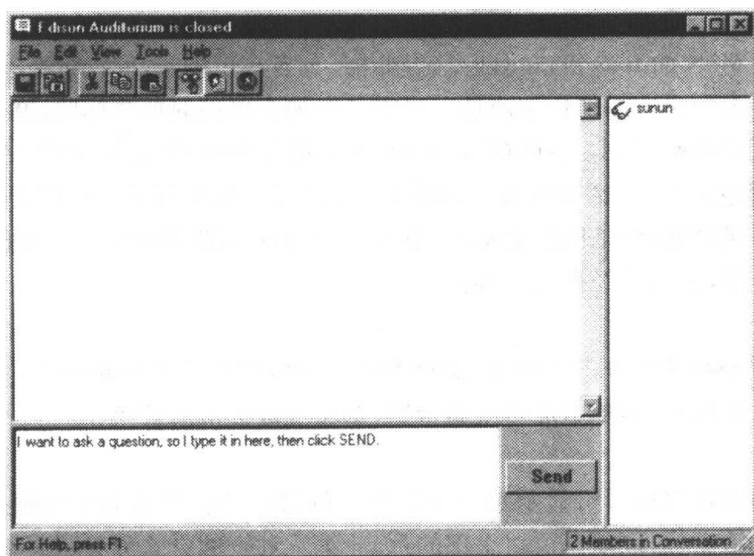 Edison Auditorium is closed
File Edit View Tools Help
sunun
I want to ask a question, so I type it in here, then click SEND.
Send
For Help, press F1.
2 Members in Conversation